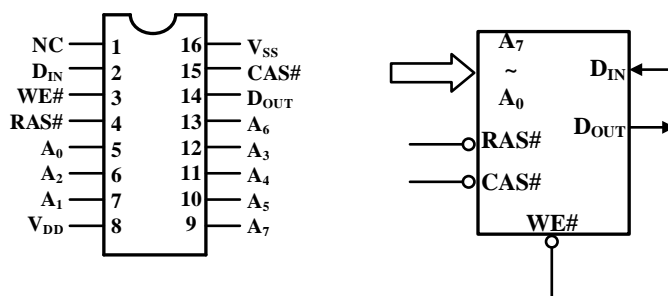 NC 1 16 V_SS
D_IN 2 15 CAS#
WE# 3 14 D_OUT
RAS# 4 13 A_6
A_0 5 12 A_3
A_2 6 11 A_4
A_1 7 10 A_5
V_DD 8 9 A_7
A_7
~
A_0
D_IN
D_OUT
RAS#
CAS#
WE#